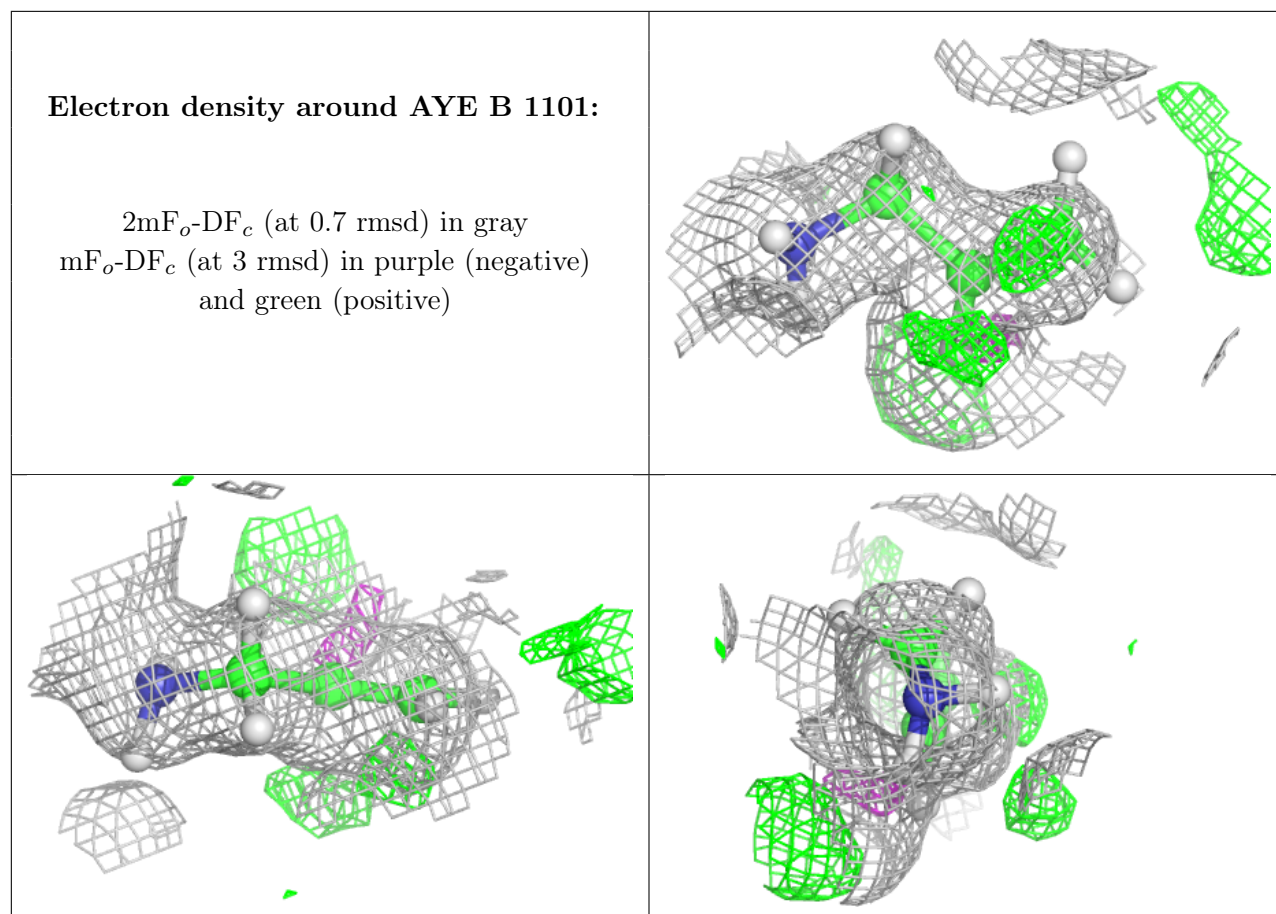 Electron density around AYE B 1101:
2mFo-DFc (at 0.7 rmsd) in gray
mFo-DFc (at 3 rmsd) in purple (negative)
and green (positive)